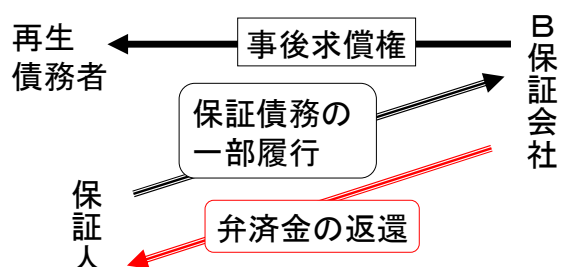 再生
債務者
事後求償権
B保証会社
保証債務の
一部履行
保証人
弁済金の返還